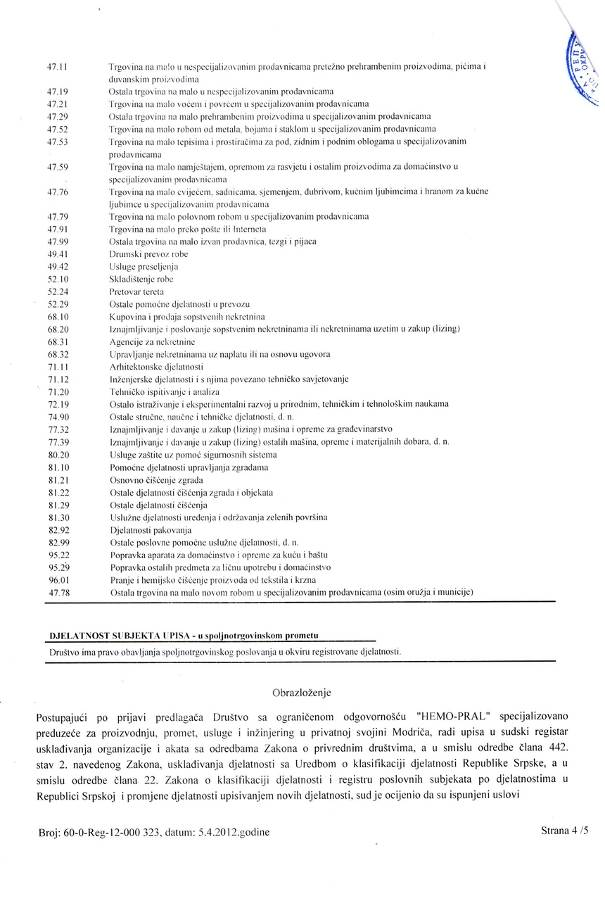 47.11 Trgovina na malo u nespecijalizovanim prodavnicama pretežno prehrambenim proizvodima, pićima i
duvanskim proizvodima
47.19 Ostala trgovina na malo u nespecijalizovanim prodavnicama
47.21 Trgovina na malo voćem i povrćem u specijalizovanim prodavnicama
47.29 Ostala trgovina na malo prehrambenim proizvodima u specijalizovanim prodavnicama
47.52 Trgovina na malo robom od metala, bojama i staklom u specijalizovanim prodavnicama
47.53 Trgovina na malo tepisima i prostiračima za pod, zidnim i podnim oblogama u specijalizovanim
prodavnicama
47.59 Trgovina na malo namještajem, opremom za rasvjetu i ostalim proizvodima za domaćinstvo u
specijalizovanim prodavnicama
47.76 Trgovina na malo cvijećem, sadnicama, sjemenjem, đubrivom, kućnim ljubimcima i hranom za kućne
ljubimce u specijalizovanim prodavnicama
47.79 Trgovina na malo polovnom robom u specijalizovanim prodavnicama
47.91 Trgovina na malo preko pošte ili Interneta
47.99 Ostala trgovina na malo izvan prodavnica, tezgi i pijaca
49.41 Drumski prevoz robe
49.42 Usluge preseljenja
52.10 Skladištenje robe
52.24 Pretovar tereta
52.29 Ostale pomoćne djelatnosti u prevozu
68.10 Kupovina i prodaja sopstvenih nekretnina
68.20 Iznajmljivanje i poslovanje sopstvenim nekretninama ili nekretninama uzetim u zakup (lizing)
68.31 Agencije za nekretnine
68.32 Upravljanje nekretninama uz naplatu ili na osnovu ugovora
71.11 Arhitektonske djelatnosti
71.12 Inženjerske djelatnosti i s njima povezano tehničko savjetovanje
71.20 Tehničko ispitivanje i analiza
72.19 Ostalo istraživanje i eksperimentalni razvoj u prirodnim, tehničkim i tehnološkim naukama
74.90 Ostale stručne, naučne i tehničke djelatnosti, d. n.
77.32 Iznajmljivanje i davanje u zakup (lizing) mašina i opreme za građevinarstvo
77.39 Iznajmljivanje i davanje u zakup (lizing) ostalih mašina, opreme i materijalnih dobara, d. n.
80.20 Usluge zaštite uz pomoć sigurnosnih sistema
81.10 Pomoćne djelatnosti upravljanja zgradama
81.21 Osnovno čišćenje zgrada
81.22 Ostale djelatnosti čišćenja zgrada i objekata
81.29 Ostale djelatnosti čišćenja
81.30 Uslužne djelatnosti uređenja i održavanja zelenih površina
82.92 Djelatnosti pakovanja
82.99 Ostale poslovne pomoćne uslužne djelatnosti, d. n.
95.22 Popravka aparata za domaćinstvo i opreme za kuću i baštu
95.29 Popravka ostalih predmeta za ličnu upotrebu i domaćinstvo
96.01 Pranje i hemijsko čišćenje proizvoda od tekstila i krzna
47.78 Ostala trgovina na malo novom robom u specijalizovanim prodavnicama (osim oružja i municije)
DJELATNOST SUBJEKTA UPISA - u spoljnotrgovinskom prometu
Društvo ima pravo obavljanja spoljnotrgovinskog poslovanja u okviru registrovane djelatnosti.
Obrazloženje
Postupajući po prijavi predlagača Društvo sa ograničenom odgovornošću "HEMO-PRAL" specijalizovano
preduzeće za proizvodnju, promet, usluge i inžinjering u privatnoj svojini Modriča, radi upisa u sudski registar
usklađivanja organizacije i akata sa odredbama Zakona o privrednim društvima, a u smislu odredbe člana 442.
stav 2. navedenog Zakona, usklađivanja djelatnosti sa Uredbom o klasifikaciji djelatnosti Republike Srpske, a u
smislu odredbe člana 22. Zakona o klasifikaciji djelatnosti i registru poslovnih subjekata po djelatnostima u
Republici Srpskoj i promjene djelatnosti upisivanjem novih djelatnosti, sud je ocijenio da su ispunjeni uslovi
Broj: 60-0-Reg-12-000 323, datum: 5.4.2012.godine
Strana 4 /5